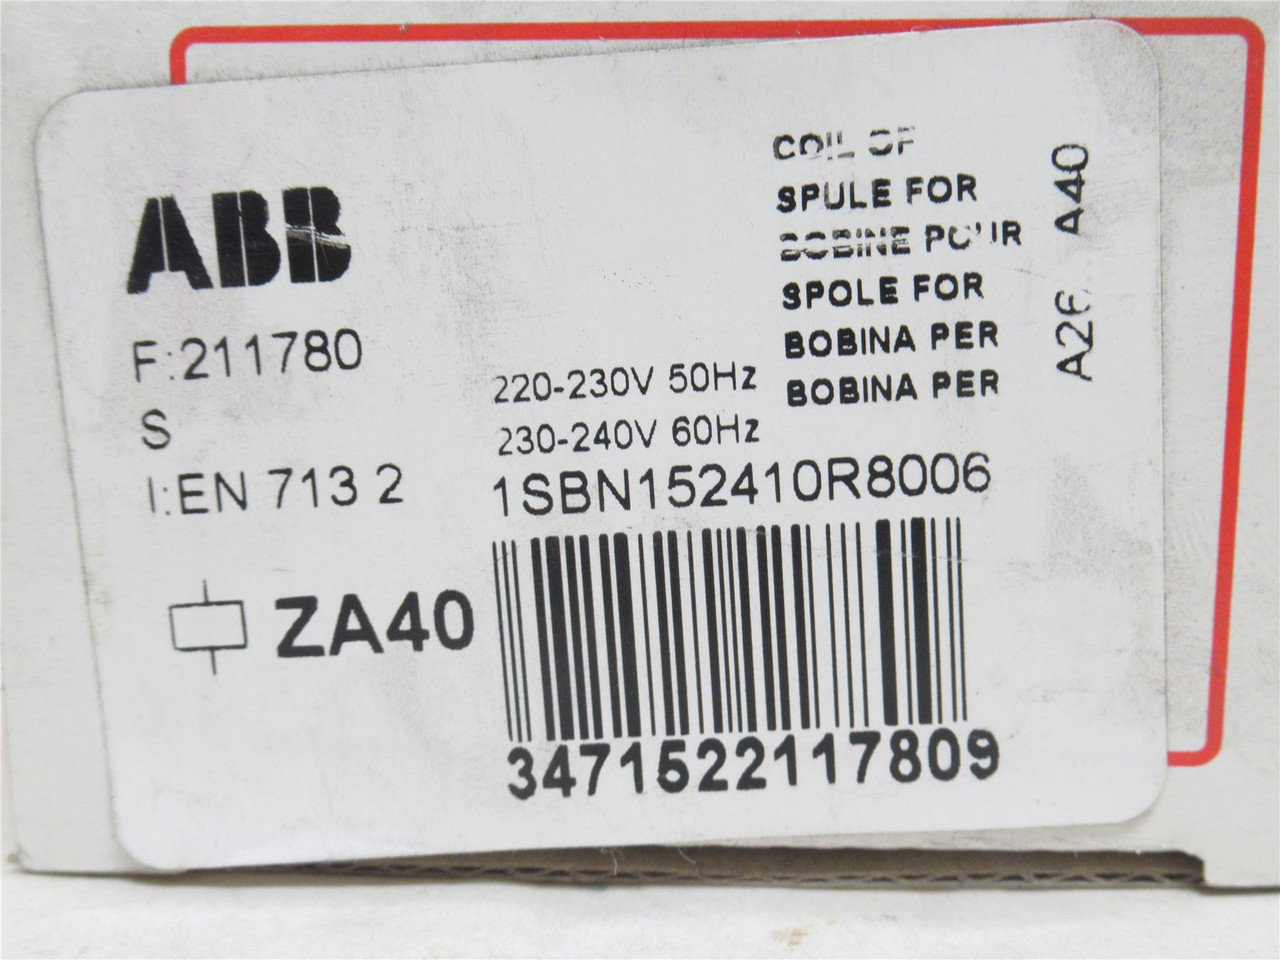 ABB
F:211780
S
I:EN 713 2
ZA40
220-230V 50Hz
230-240V 60Hz
1SBN152410R8006
3471522117809
COIL OF
SPULE FOR
BOBINE POUR
SPOLE FOR
BOBINA PER
BOBINA PER
A26 A40